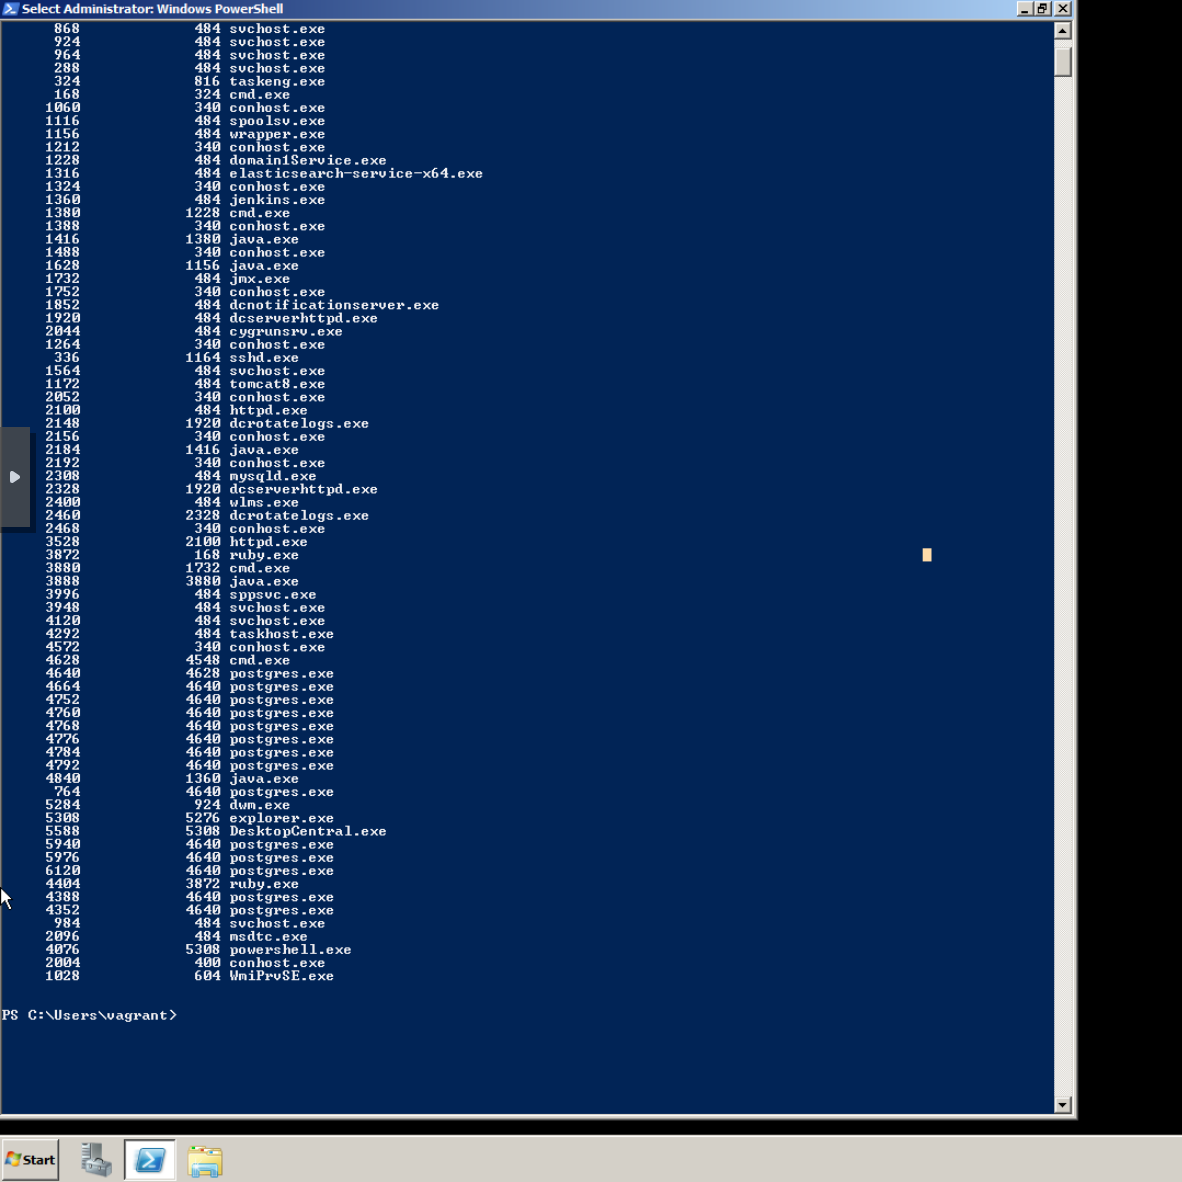 Select Administrator: Windows PowerShell
868 484 svchost.exe
924 484 svchost.exe
964 484 svchost.exe
288 484 svchost.exe
324 816 taskeng.exe
168 324 cmd.exe
1060 340 conhost.exe
1116 484 spoolsv.exe
1156 484 wrapper.exe
1212 340 conhost.exe
1228 484 domain1Service.exe
1316 484 elasticsearch-service-x64.exe
1324 340 conhost.exe
1360 484 jenkins.exe
1380 1228 cmd.exe
1388 340 conhost.exe
1416 1380 java.exe
1488 340 conhost.exe
1628 1156 java.exe
1732 484 jmx.exe
1752 340 conhost.exe
1852 484 dcnotificationserver.exe
1920 484 dcserverhttpd.exe
2044 484 cygrunsrv.exe
1264 340 conhost.exe
336 1164 sshd.exe
1564 484 svchost.exe
1172 484 tomcat8.exe
2052 340 conhost.exe
2100 484 httpd.exe
2148 1920 dcrotatelogs.exe
2156 340 conhost.exe
2184 1416 java.exe
2192 340 conhost.exe
2308 484 mysqld.exe
2328 1920 dcserverhttpd.exe
2400 484 wlms.exe
2460 2328 dcrotatelogs.exe
2468 340 conhost.exe
3528 2100 httpd.exe
3872 168 ruby.exe
3880 1732 cmd.exe
3888 3880 java.exe
3996 484 sppsvc.exe
3948 484 svchost.exe
4120 484 svchost.exe
4292 484 taskhost.exe
4572 340 conhost.exe
4628 4548 cmd.exe
4640 4628 postgres.exe
4664 4640 postgres.exe
4752 4640 postgres.exe
4760 4640 postgres.exe
4768 4640 postgres.exe
4776 4640 postgres.exe
4784 4640 postgres.exe
4792 4640 postgres.exe
4840 1360 java.exe
764 4640 postgres.exe
5284 924 dwm.exe
5308 5276 explorer.exe
5588 5308 DesktopCentral.exe
5940 4640 postgres.exe
5976 4640 postgres.exe
6120 4640 postgres.exe
4404 3872 ruby.exe
4388 4640 postgres.exe
4352 4640 postgres.exe
984 484 svchost.exe
2096 484 msdtc.exe
4076 5308 powershell.exe
2004 400 conhost.exe
1028 604 WmiPrvSE.exe
PS C:\Users\vagrant>
Start